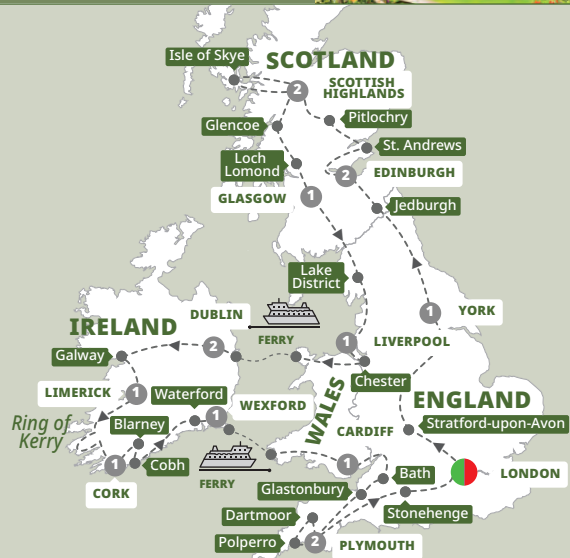 Isle of Skye
SCOTLAND
2
SCOTTISH
HIGHLANDS
Pitlochry
Glencoe
St. Andrews
Loch
Lomond
2
EDINBURGH
GLASGOW
1
Jedburgh
Lake
District
DUBLIN
1
YORK
IRELAND
FERRY
2
1
LIVERPOOL
Galway
Chester
LIMERICK
1
Waterford
WEXFORD
1
WALES
ENGLAND
Ring of
Kerry
Blarney
CARDIFF
Stratford-upon-Avon
1
Cobh
CORK
FERRY
1
Bath
LONDON
Glastonbury
Stonehenge
Dartmoor
Polperro
2
PLYMOUTH